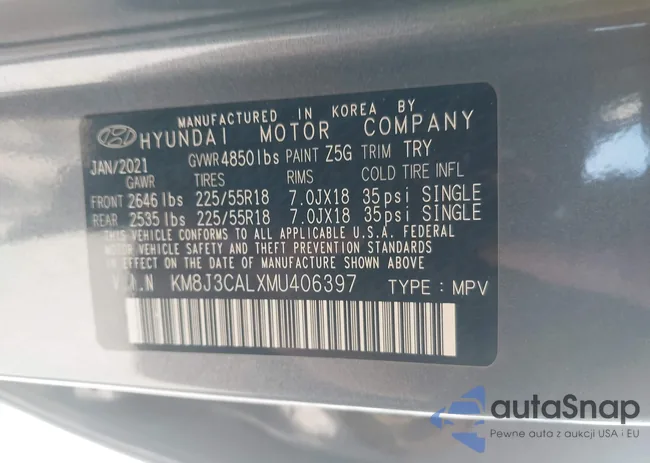 MANUFACTURED IN KOREA BY
HYUNDAI MOTOR COMPANY
JAN/2021 GVWR 4850lbs PAINT Z5G TRIM TRY
GAWR TIRES RIMS COLD TIRE INFL
FRONT 2646 lbs 225/55R18 7.0JX18 35psi SINGLE
REAR 2535 lbs 225/55R18 7.0JX18 35psi SINGLE
THIS VEHICLE CONFORMS TO ALL APPLICABLE U.S.A. FEDERAL
MOTOR VEHICLE SAFETY AND THEFT PREVENTION STANDARDS
IN EFFECT ON THE DATE OF MANUFACTURE SHOWN ABOVE.
V.I.N KM8J3CALXMU406397 TYPE : MPV
autaSnap
Pewne auta z aukcji USA i EU